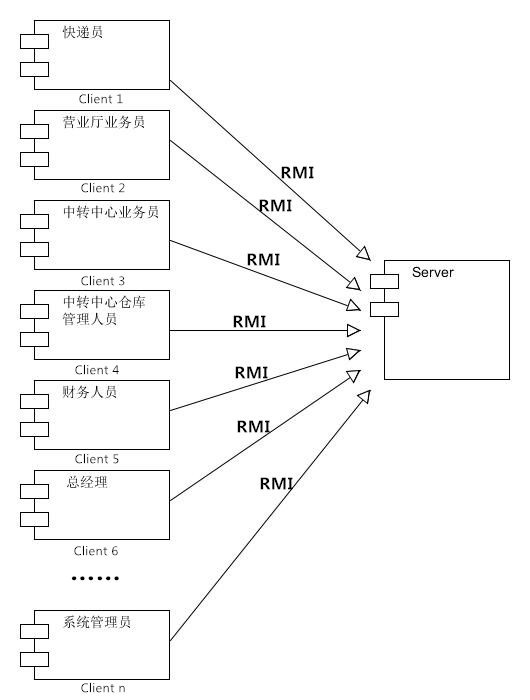 快递员
Client 1
RMI
营业厅业务员
Client 2
RMI
中转中心业务员
Client 3
RMI
Server
中转中心仓库
管理人员
Client 4
RMI
财务人员
Client 5
RMI
总经理
Client 6
RMI
……
系统管理员
Client n
RMI